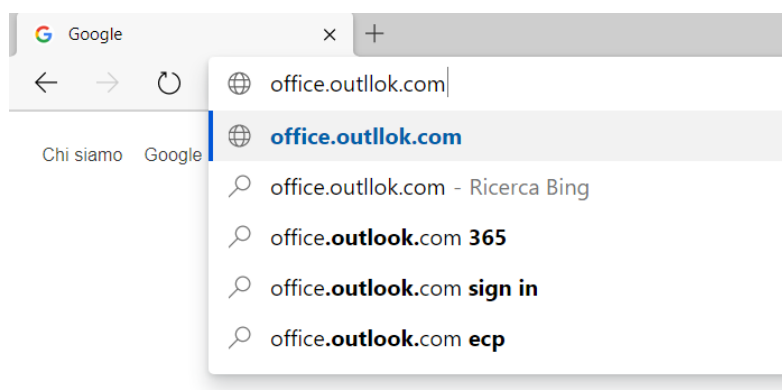 Google
office.outllok.com
office.outllok.com
Chi siamo Google
office.outllok.com - Ricerca Bing
office.outlook.com 365
office.outlook.com sign in
office.outlook.com ecp